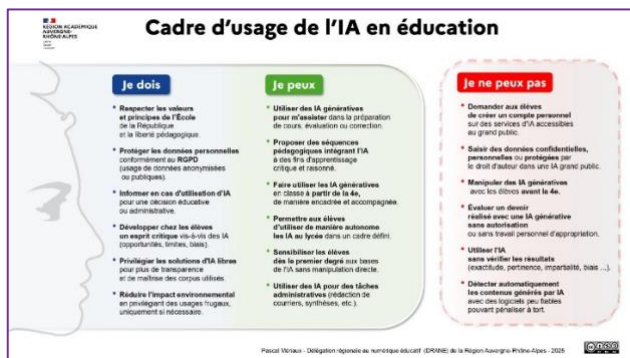 RÉGION ACADÉMIQUE
AUVERGNE-
RHÔNE-ALPES
Cadre d'usage de l'IA en éducation
Je dois
• Respecter les valeurs
et principes de l'École
de la République
et la liberté pédagogique.
• Protéger les données personnelles
conformément au RGPD
(usage de données anonymisées
ou publiques).
• Informer en cas d'utilisation d'IA
pour une décision éducative
ou administrative.
• Développer chez les élèves
un esprit critique vis-à-vis des IA
(opportunités, limites, biais).
• Privilégier les solutions d'IA libres
pour plus de transparence
et de maîtrise des corpus utilisés.
• Réduire l'impact environnemental
en privilégiant des usages frugaux,
uniquement si nécessaire.
Je peux
• Utiliser des IA génératives
pour m'assister dans la préparation
de cours, évaluation ou correction.
• Proposer des séquences
pédagogiques intégrant l'IA
à des fins d'apprentissage
critique et raisonné.
• Faire utiliser les IA génératives
en classe à partir de la 4e,
de manière encadrée et accompagnée.
• Permettre aux élèves
d'utiliser de manière autonome
les IA au lycée dans un cadre défini.
• Sensibiliser les élèves
dès le premier degré aux bases
de l'IA sans manipulation directe.
• Utiliser des IA pour des tâches
administratives (rédaction de
courriers, synthèses, etc.).
Je ne peux pas
• Demander aux élèves
de créer un compte personnel
sur des services d'IA accessibles
au grand public.
• Saisir des données confidentielles,
personnelles ou protégées par
le droit d'auteur dans une IA grand public.
• Manipuler des IA génératives
avec les élèves avant la 4e.
• Évaluer un devoir
réalisé avec une IA générative
sans autorisation
ou sans travail personnel d'appropriation.
• Utiliser l'IA
sans vérifier les résultats
(exactitude, pertinence, impartialité, biais ...).
• Détecter automatiquement
les contenus générés par IA
avec des logiciels peu fiables
pouvant pénaliser à tort.
Pascal Mériaux - Délégation régionale au numérique éducatif (DRANE) de la Région Auvergne-Rhône-Alpes - 2025